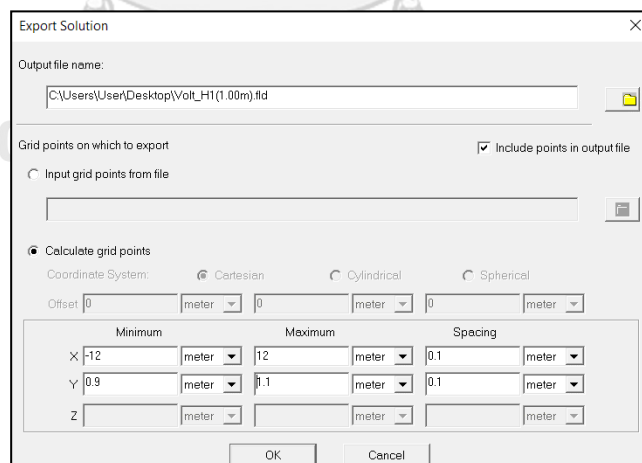 Export Solution
Output file name:
C:\Users\User\Desktop\Volt_H1(1.00m).fld
Grid points on which to export
Include points in output file
Input grid points from file
Calculate grid points
Coordinate System: Cartesian Cylindrical Spherical
Offset 0 meter 0 meter 0 meter
Minimum Maximum Spacing
X -12 meter 12 meter 0.1 meter
Y 0.9 meter 1.1 meter 0.1 meter
Z meter meter meter
OK Cancel